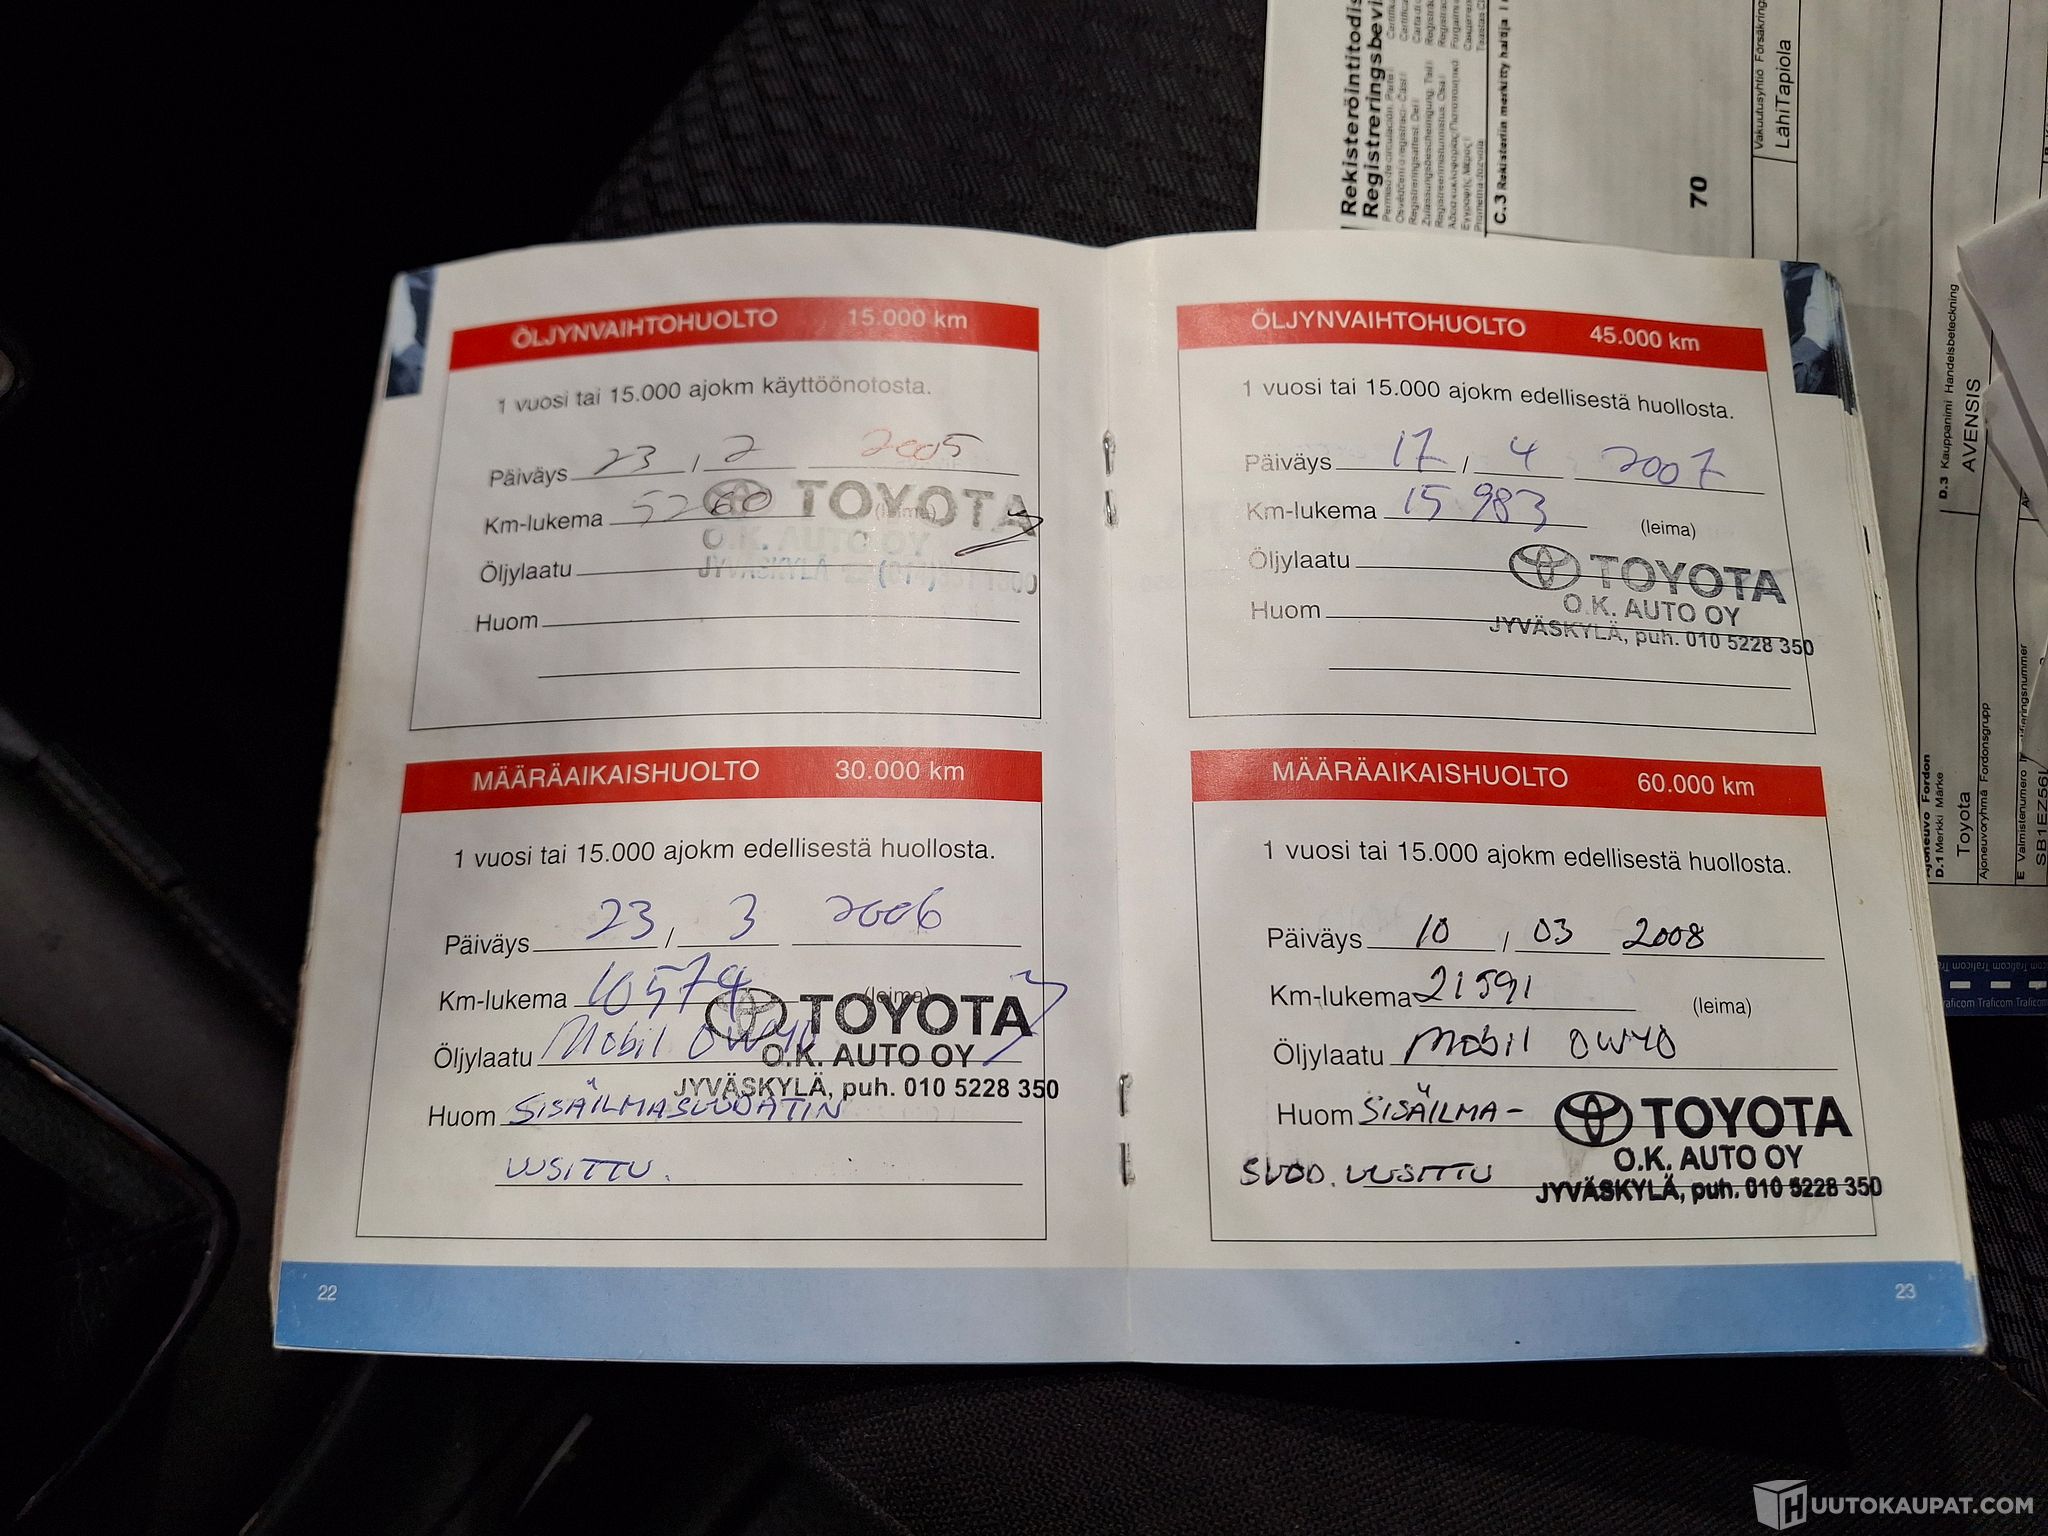 ÖLJYNVAIHTOHUOLTO 15.000 km
1 vuosi tai 15.000 ajokm käyttöönotosta.
Päiväys 23 / 2 2005
Km-lukema 5260 (leima)
TOYOTA
O.K. AUTO OY
JYVÄSKYLÄ
Öljylaatu
Huom
MÄÄRÄAIKAISHUOLTO 30.000 km
1 vuosi tai 15.000 ajokm edellisestä huollosta.
Päiväys 23 / 3 2006
Km-lukema 10574 (leima)
TOYOTA
Öljylaatu Mobil 0W40
O.K. AUTO OY
JYVÄSKYLÄ, puh. 010 5228 350
Huom SISÄILMASUODATIN
UUSITTU.
22
ÖLJYNVAIHTOHUOLTO 45.000 km
1 vuosi tai 15.000 ajokm edellisestä huollosta.
Päiväys 17 / 4 2007
Km-lukema 15 983 (leima)
Öljylaatu
TOYOTA
O.K. AUTO OY
Huom
JYVÄSKYLÄ, puh. 010 5228 350
MÄÄRÄAIKAISHUOLTO 60.000 km
1 vuosi tai 15.000 ajokm edellisestä huollosta.
Päiväys 10 / 03 2008
Km-lukema 21591 (leima)
Öljylaatu Mobil 0W40
Huom SISÄILMA-
TOYOTA
O.K. AUTO OY
SUOD. UUSITTU
JYVÄSKYLÄ, puh. 010 5228 350
23
C.3 Rekisteriin merkitty haltija
70
Vakuutusyhtiö
LähiTapiola
D.3 Kauppanimi Handelsbeteckning
AVENSIS
Ajoneuvo Fordon
D.1 Merkki Märke
Toyota
Ajoneuvoryhmä Fordonsgrupp
E Valmistenumero
Traficom Traficom
HUUTOKAUPAT.COM